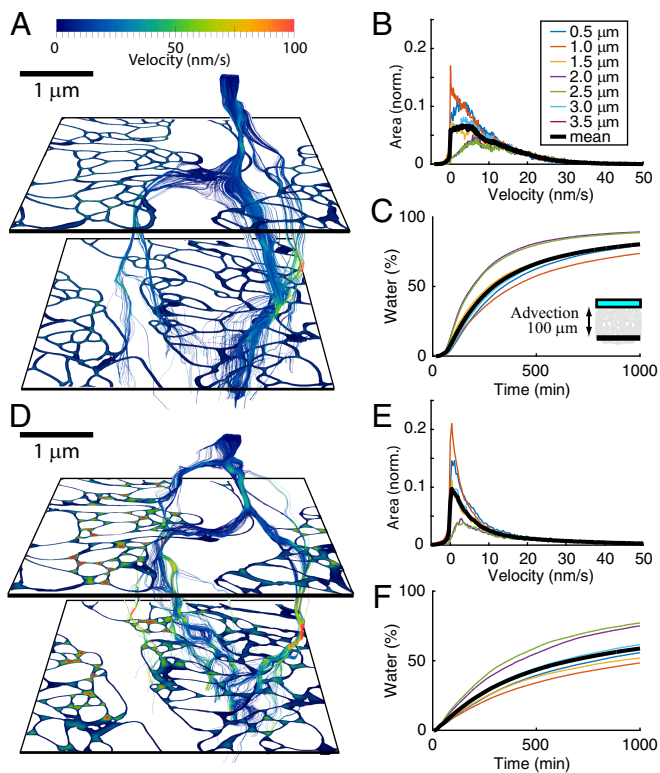 A
0 50 100
Velocity (nm/s)
1 μm
B
Area (norm.)
0.2
0.1
0
0 10 20 30 40 50
Velocity (nm/s)
0.5 μm
1.0 μm
1.5 μm
2.0 μm
2.5 μm
3.0 μm
3.5 μm
mean
C
Water (%)
100
50
0
0 500 1000
Time (min)
Advection
100 μm
D
1 μm
E
Area (norm.)
0.2
0.1
0
0 10 20 30 40 50
Velocity (nm/s)
F
Water (%)
100
50
0
0 500 1000
Time (min)